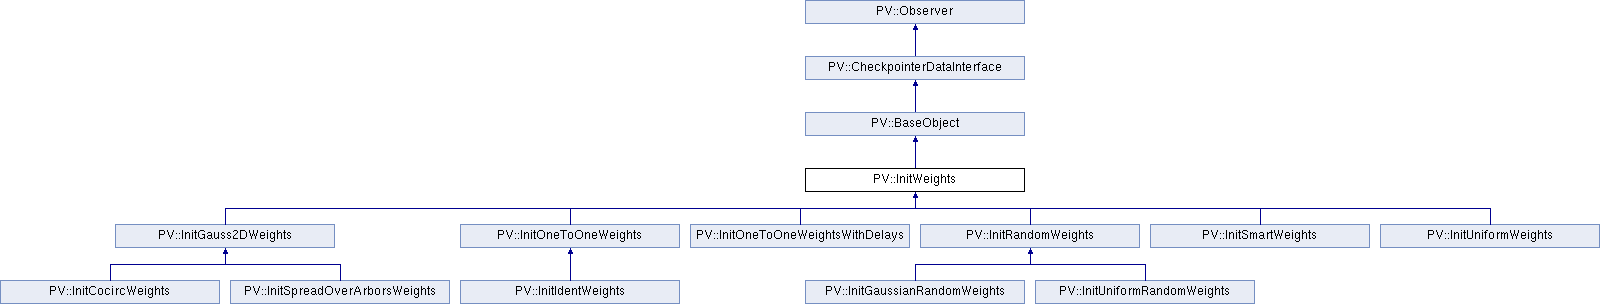 PV::Observer
PV::CheckpointerDataInterface
PV::BaseObject
PV::InitWeights
PV::InitGauss2DWeights
PV::InitOneToOneWeights
PV::InitOneToOneWeightsWithDelays
PV::InitRandomWeights
PV::InitSmartWeights
PV::InitUniformWeights
PV::InitCocircWeights
PV::InitSpreadOverArborsWeights
PV::InitIdentWeights
PV::InitGaussianRandomWeights
PV::InitUniformRandomWeights